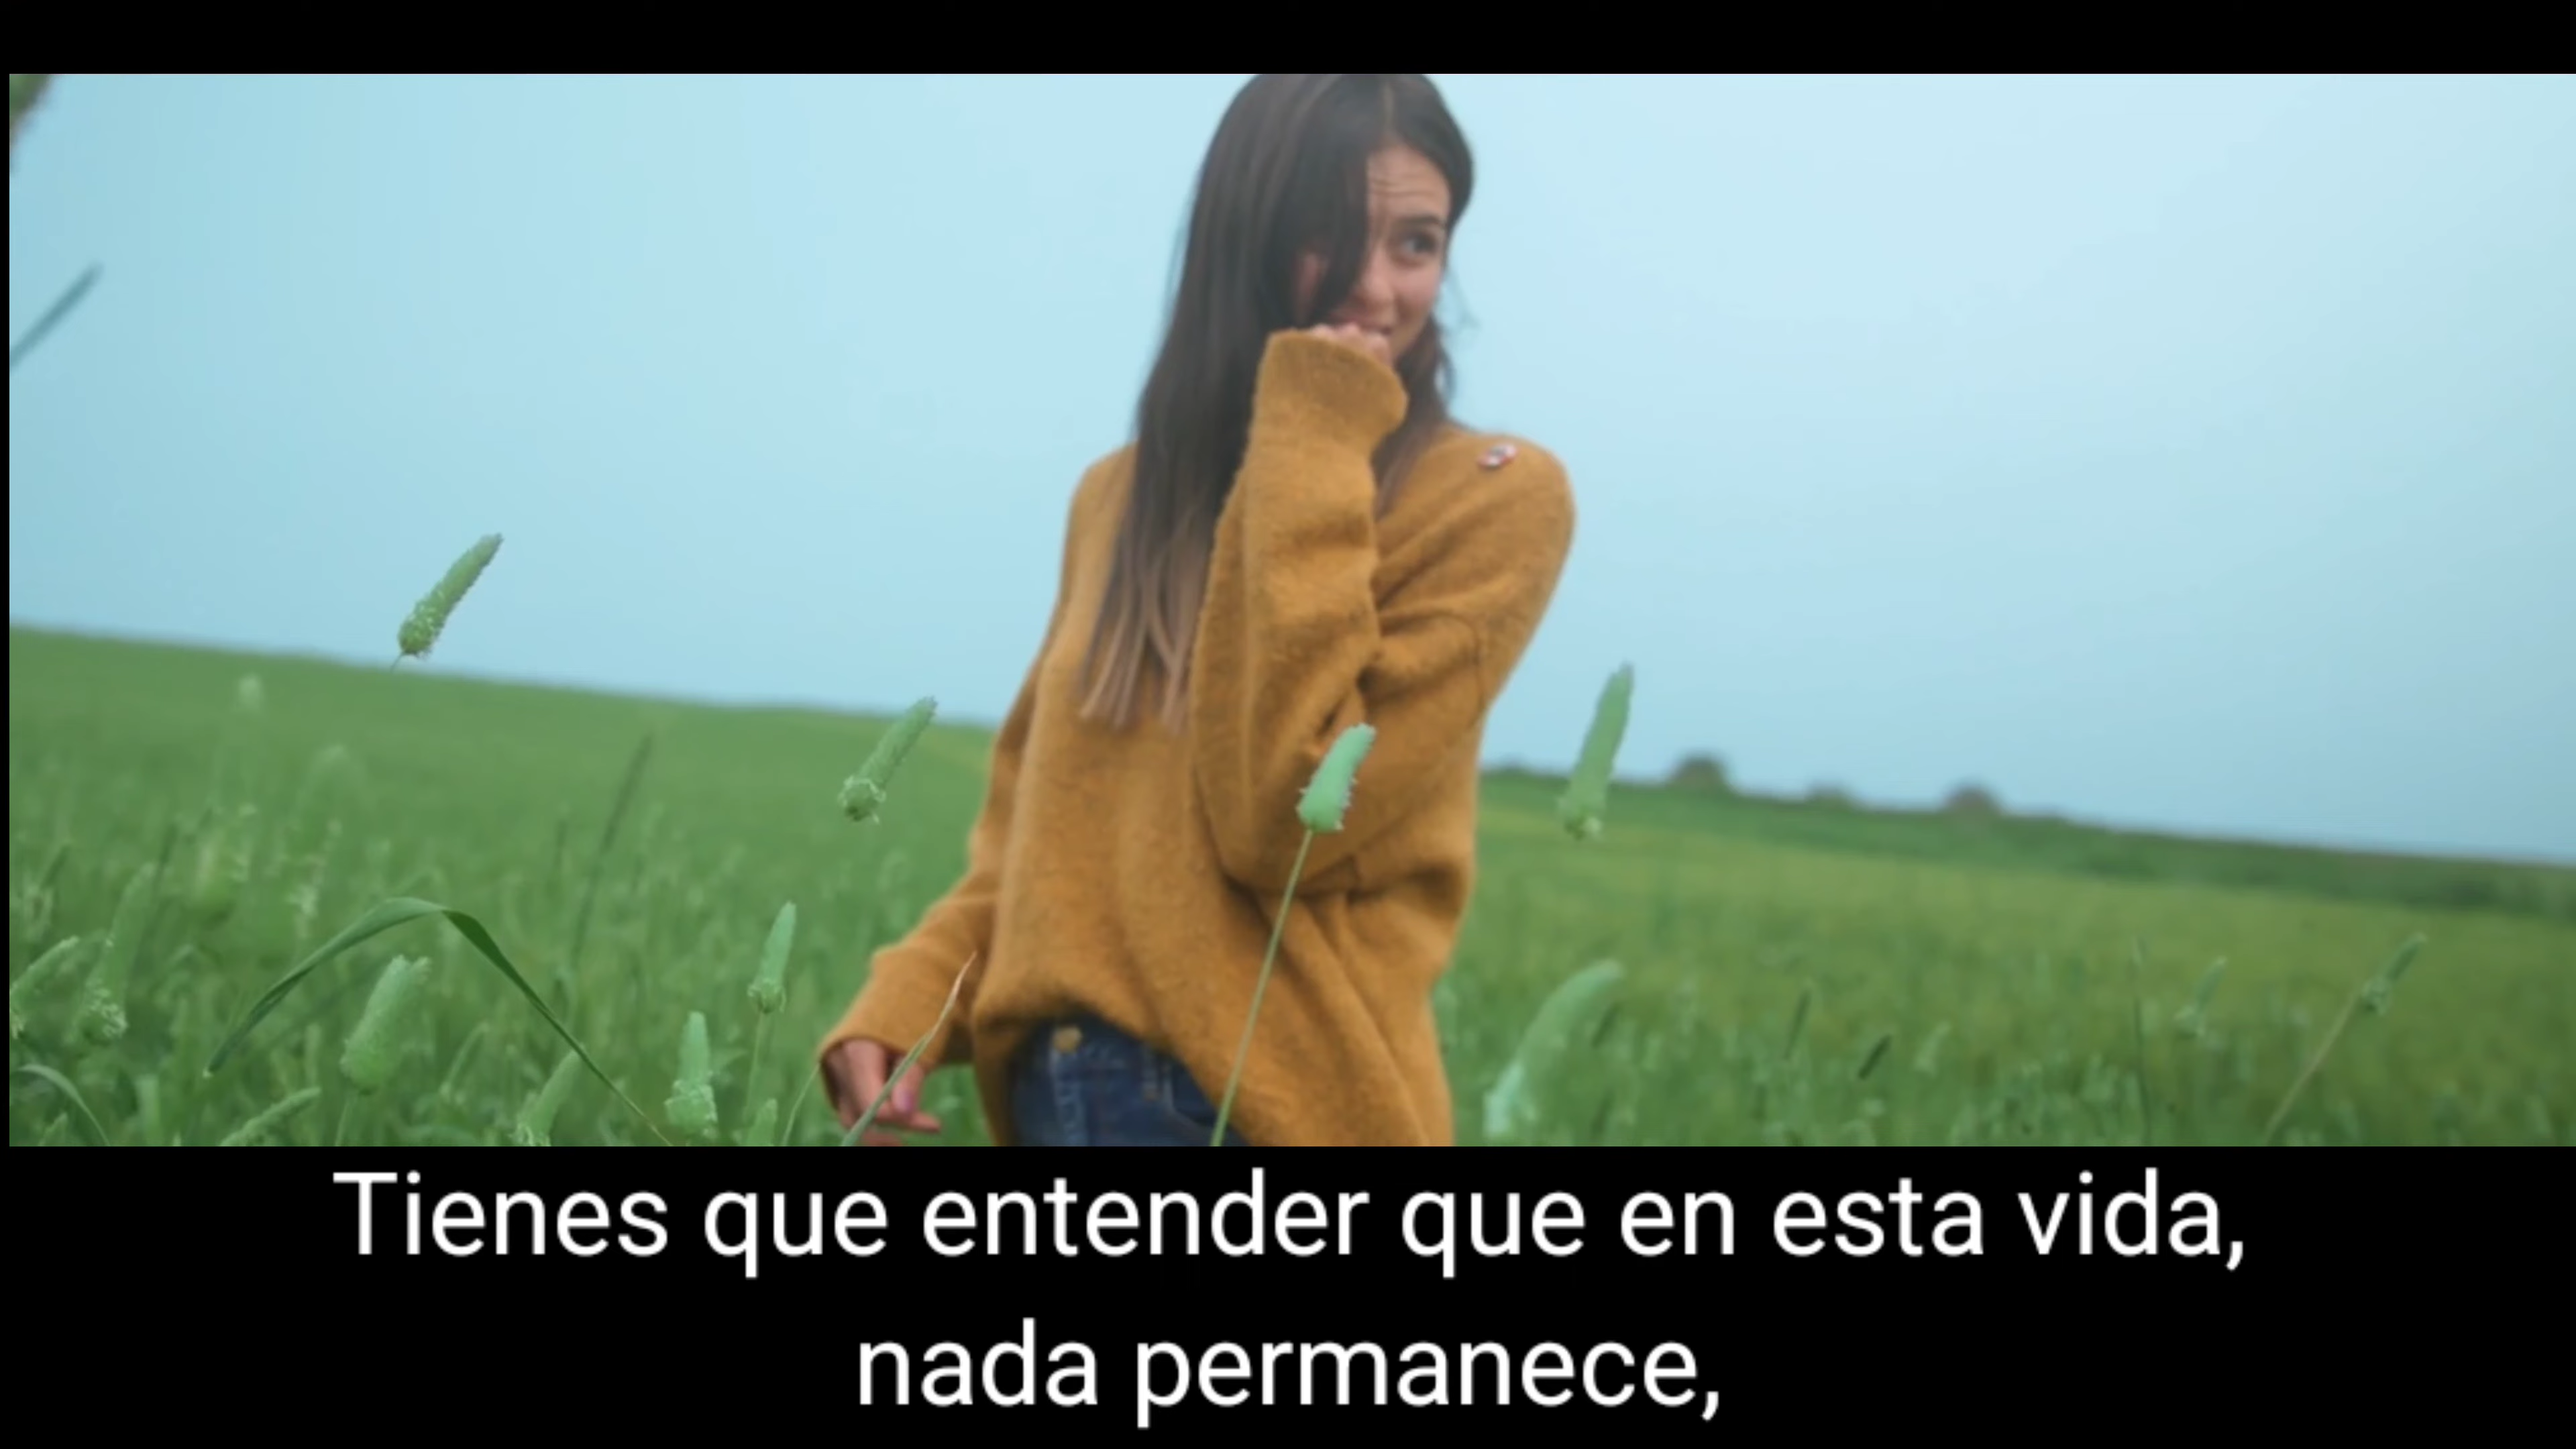 Tienes que entender que en esta vida,
nada permanece,